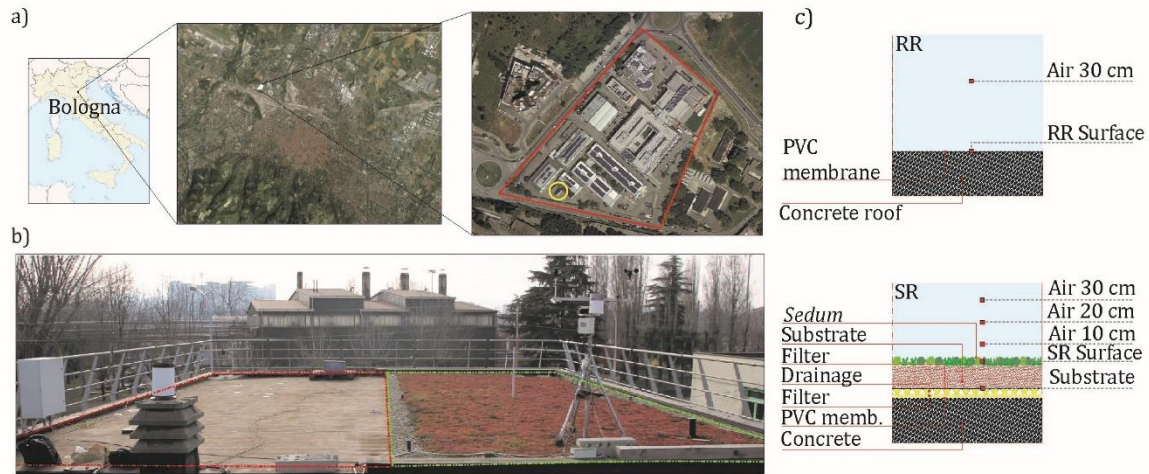 a)
Bologna
b)
c)
RR
Air 30 cm
RR Surface
PVC
membrane
Concrete roof
SR
Air 30 cm
Air 20 cm
Air 10 cm
SR Surface
Substrate
Sedum
Substrate
Filter
Drainage
Filter
PVC memb.
Concrete